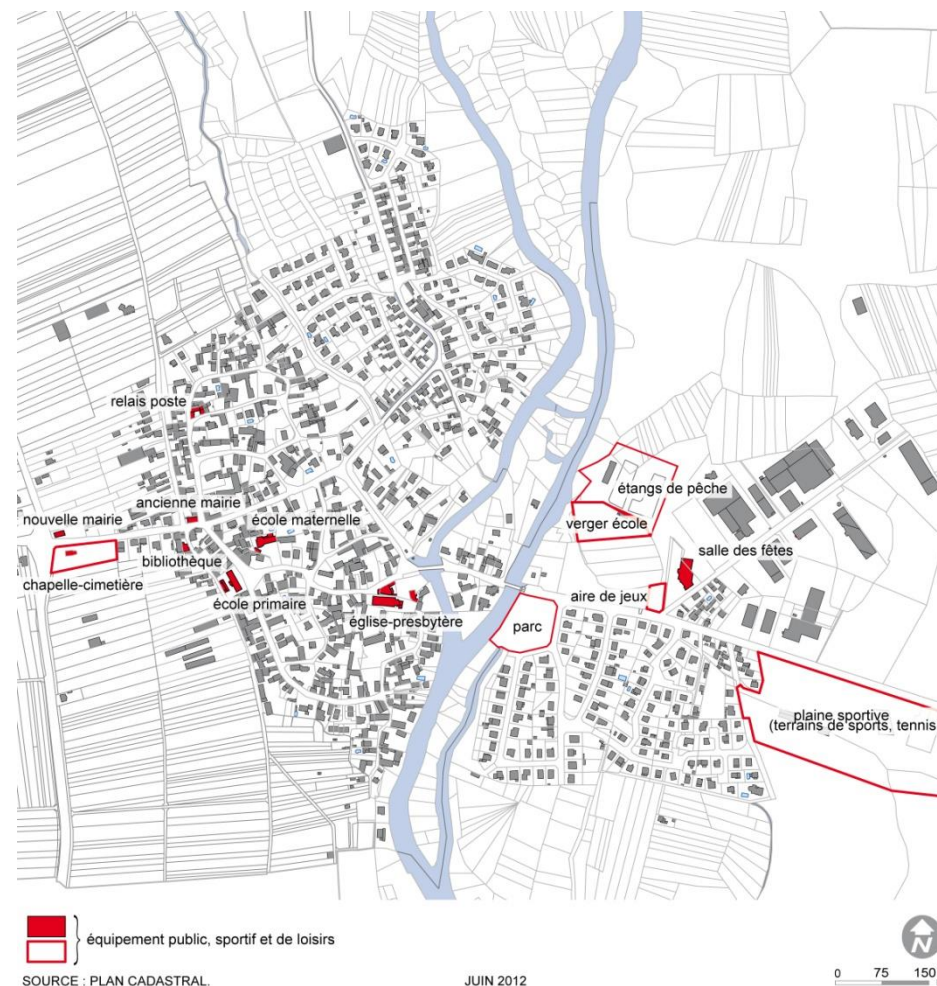 relais poste
étangs de pêche
ancienne mairie
nouvelle mairie
école maternelle
verger école
salle des fêtes
bibliothèque
chapelle-cimetière
école primaire
aire de jeux
église-presbytère
parc
plaine sportive
(terrains de sports, tennis
équipement public, sportif et de loisirs
N
SOURCE : PLAN CADASTRAL.
JUIN 2012
0 75 150